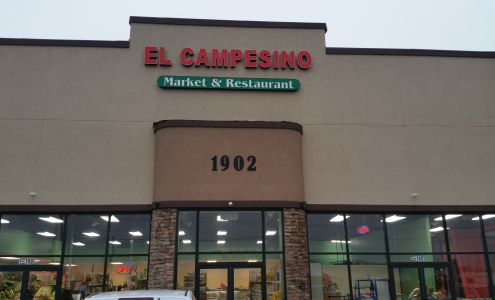 EL CAMPESINO
Market & Restaurant
1902